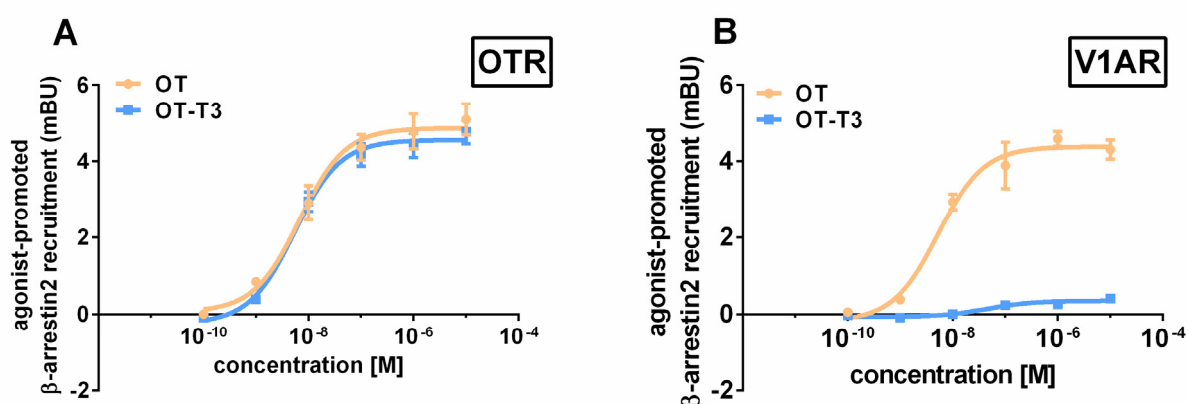 A
OTR
OT
OT-T3
agonist-promoted
β-arrestin2 recruitment (mBU)
6
4
2
0
-2
10-10
10-8
10-6
10-4
concentration [M]
B
V1AR
OT
OT-T3
agonist-promoted
β-arrestin2 recruitment (mBU)
6
4
2
0
-2
10-10
10-8
10-6
10-4
concentration [M]